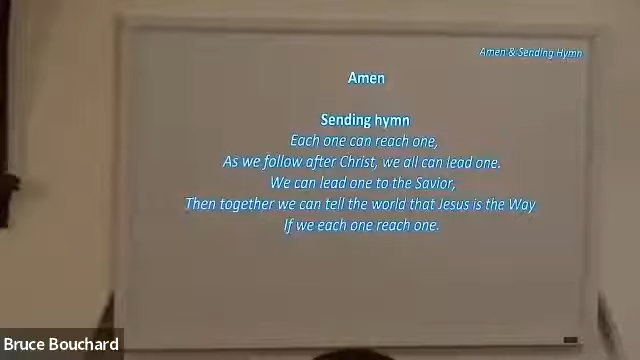 Amen & Sending Hymn
Amen
Sending hymn
Each one can reach one,
As we follow after Christ, we all can lead one.
We can lead one to the Savior,
Then together we can tell the world that Jesus is the Way
If we each one reach one.
Bruce Bouchard